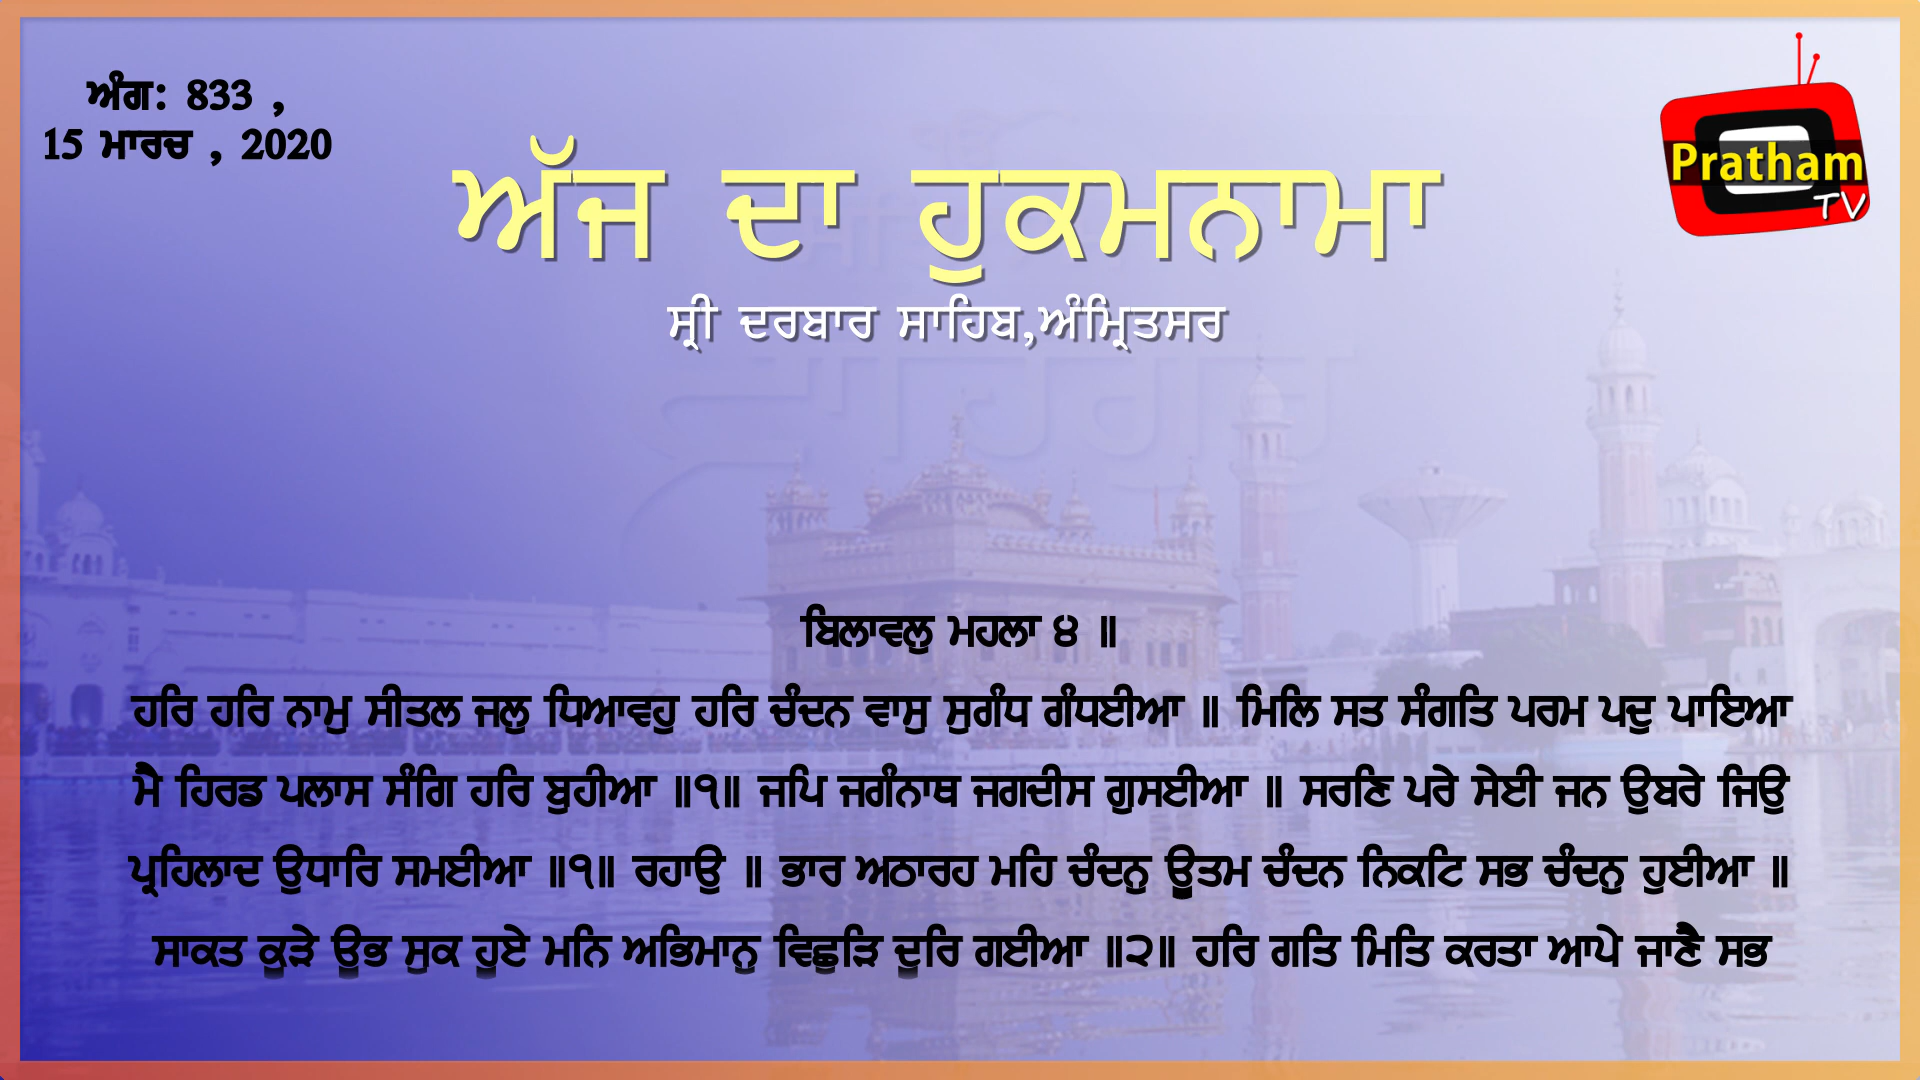 ਅੰਗ: 833 ,
15 ਮਾਰਚ , 2020
Pratham
TV
ਅੱਜ ਦਾ ਹੁਕਮਨਾਮਾ
ਸ੍ਰੀ ਦਰਬਾਰ ਸਾਹਿਬ,ਅੰਮ੍ਰਿਤਸਰ
ਬਿਲਾਵਲੁ ਮਹਲਾ ੪ ॥
ਹਰਿ ਹਰਿ ਨਾਮੁ ਸੀਤਲ ਜਲੁ ਧਿਆਵਹੁ ਹਰਿ ਚੰਦਨ ਵਾਸੁ ਸੁਗੰਧ ਗੰਧਈਆ ॥ ਮਿਲਿ ਸਤ ਸੰਗਤਿ ਪਰਮ ਪਦੁ ਪਾਇਆ
ਮੈ ਹਿਰਡ ਪਲਾਸ ਸੰਗਿ ਹਰਿ ਬੁਹੀਆ ॥੧॥ ਜਪਿ ਜਗੰਨਾਥ ਜਗਦੀਸ ਗੁਸਈਆ ॥ ਸਰਣਿ ਪਰੇ ਸੇਈ ਜਨ ਉਬਰੇ ਜਿਉ
ਪ੍ਰਹਿਲਾਦ ਉਧਾਰਿ ਸਮਈਆ ॥੧॥ ਰਹਾਉ ॥ ਭਾਰ ਅਠਾਰਹ ਮਹਿ ਚੰਦਨੁ ਊਤਮ ਚੰਦਨ ਨਿਕਟਿ ਸਭ ਚੰਦਨੁ ਹੁਈਆ ॥
ਸਾਕਤ ਕੂੜੇ ਊਭ ਸੁਕ ਹੂਏ ਮਨਿ ਅਭਿਮਾਨੁ ਵਿਛੁੜਿ ਦੂਰਿ ਗਈਆ ॥੨॥ ਹਰਿ ਗਤਿ ਮਿਤਿ ਕਰਤਾ ਆਪੇ ਜਾਣੈ ਸਭ